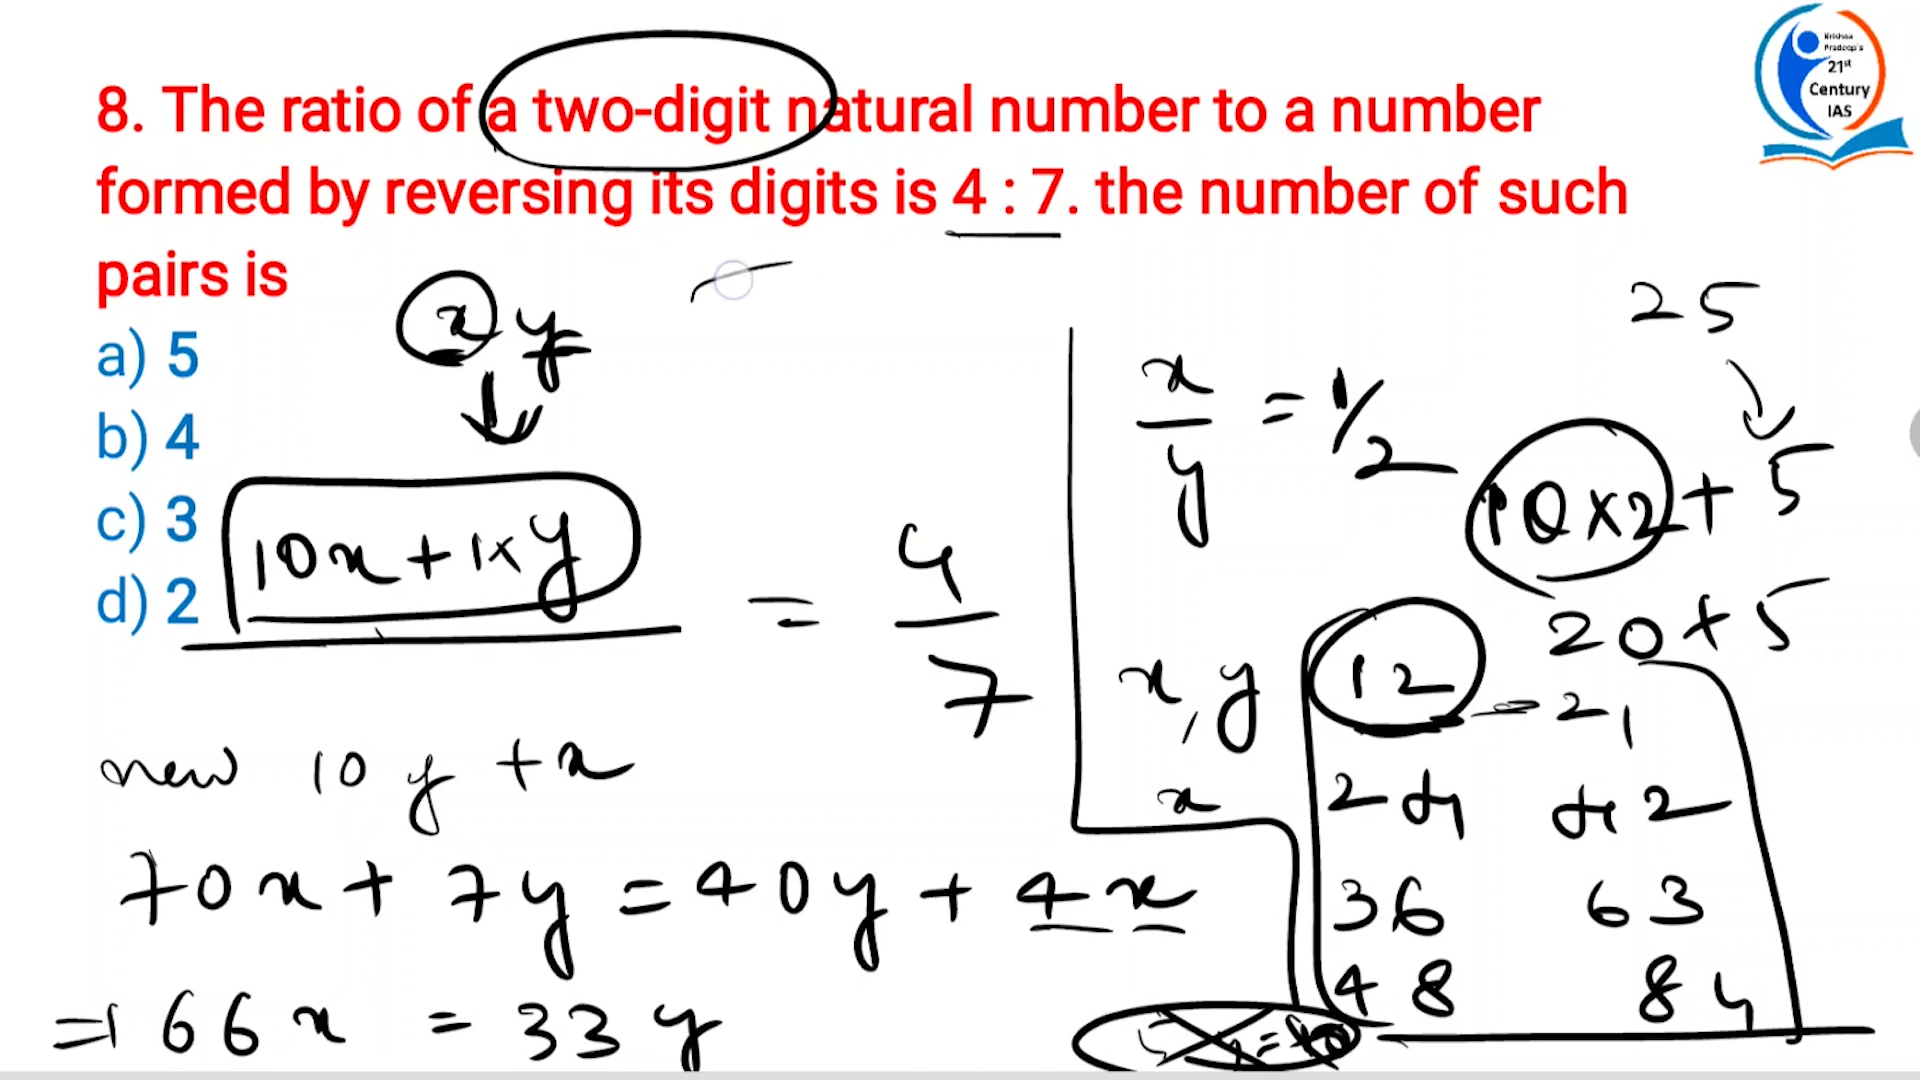 Krishna
Pradeep's
21st
Century
IAS
8. The ratio of a two-digit natural number to a number
formed by reversing its digits is 4 : 7. the number of such
pairs is
a) 5
b) 4
c) 3
d) 2
x y
10x + 1x y
= 4/7
new 10 y + x
70x + 7y = 40y + 4x
⇒ 66x = 33y
x/y = 1/2
25
10x2 + 5
20 + 5
x, y
x
12 - 21
24 42
36 63
48 84